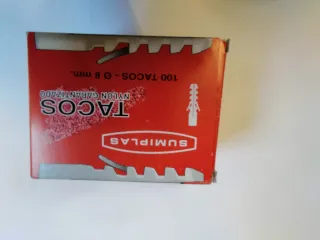 SUMIPLAS
TACOS
NYLON GARANTIZADO
100 TACOS - Ø 8 mm.